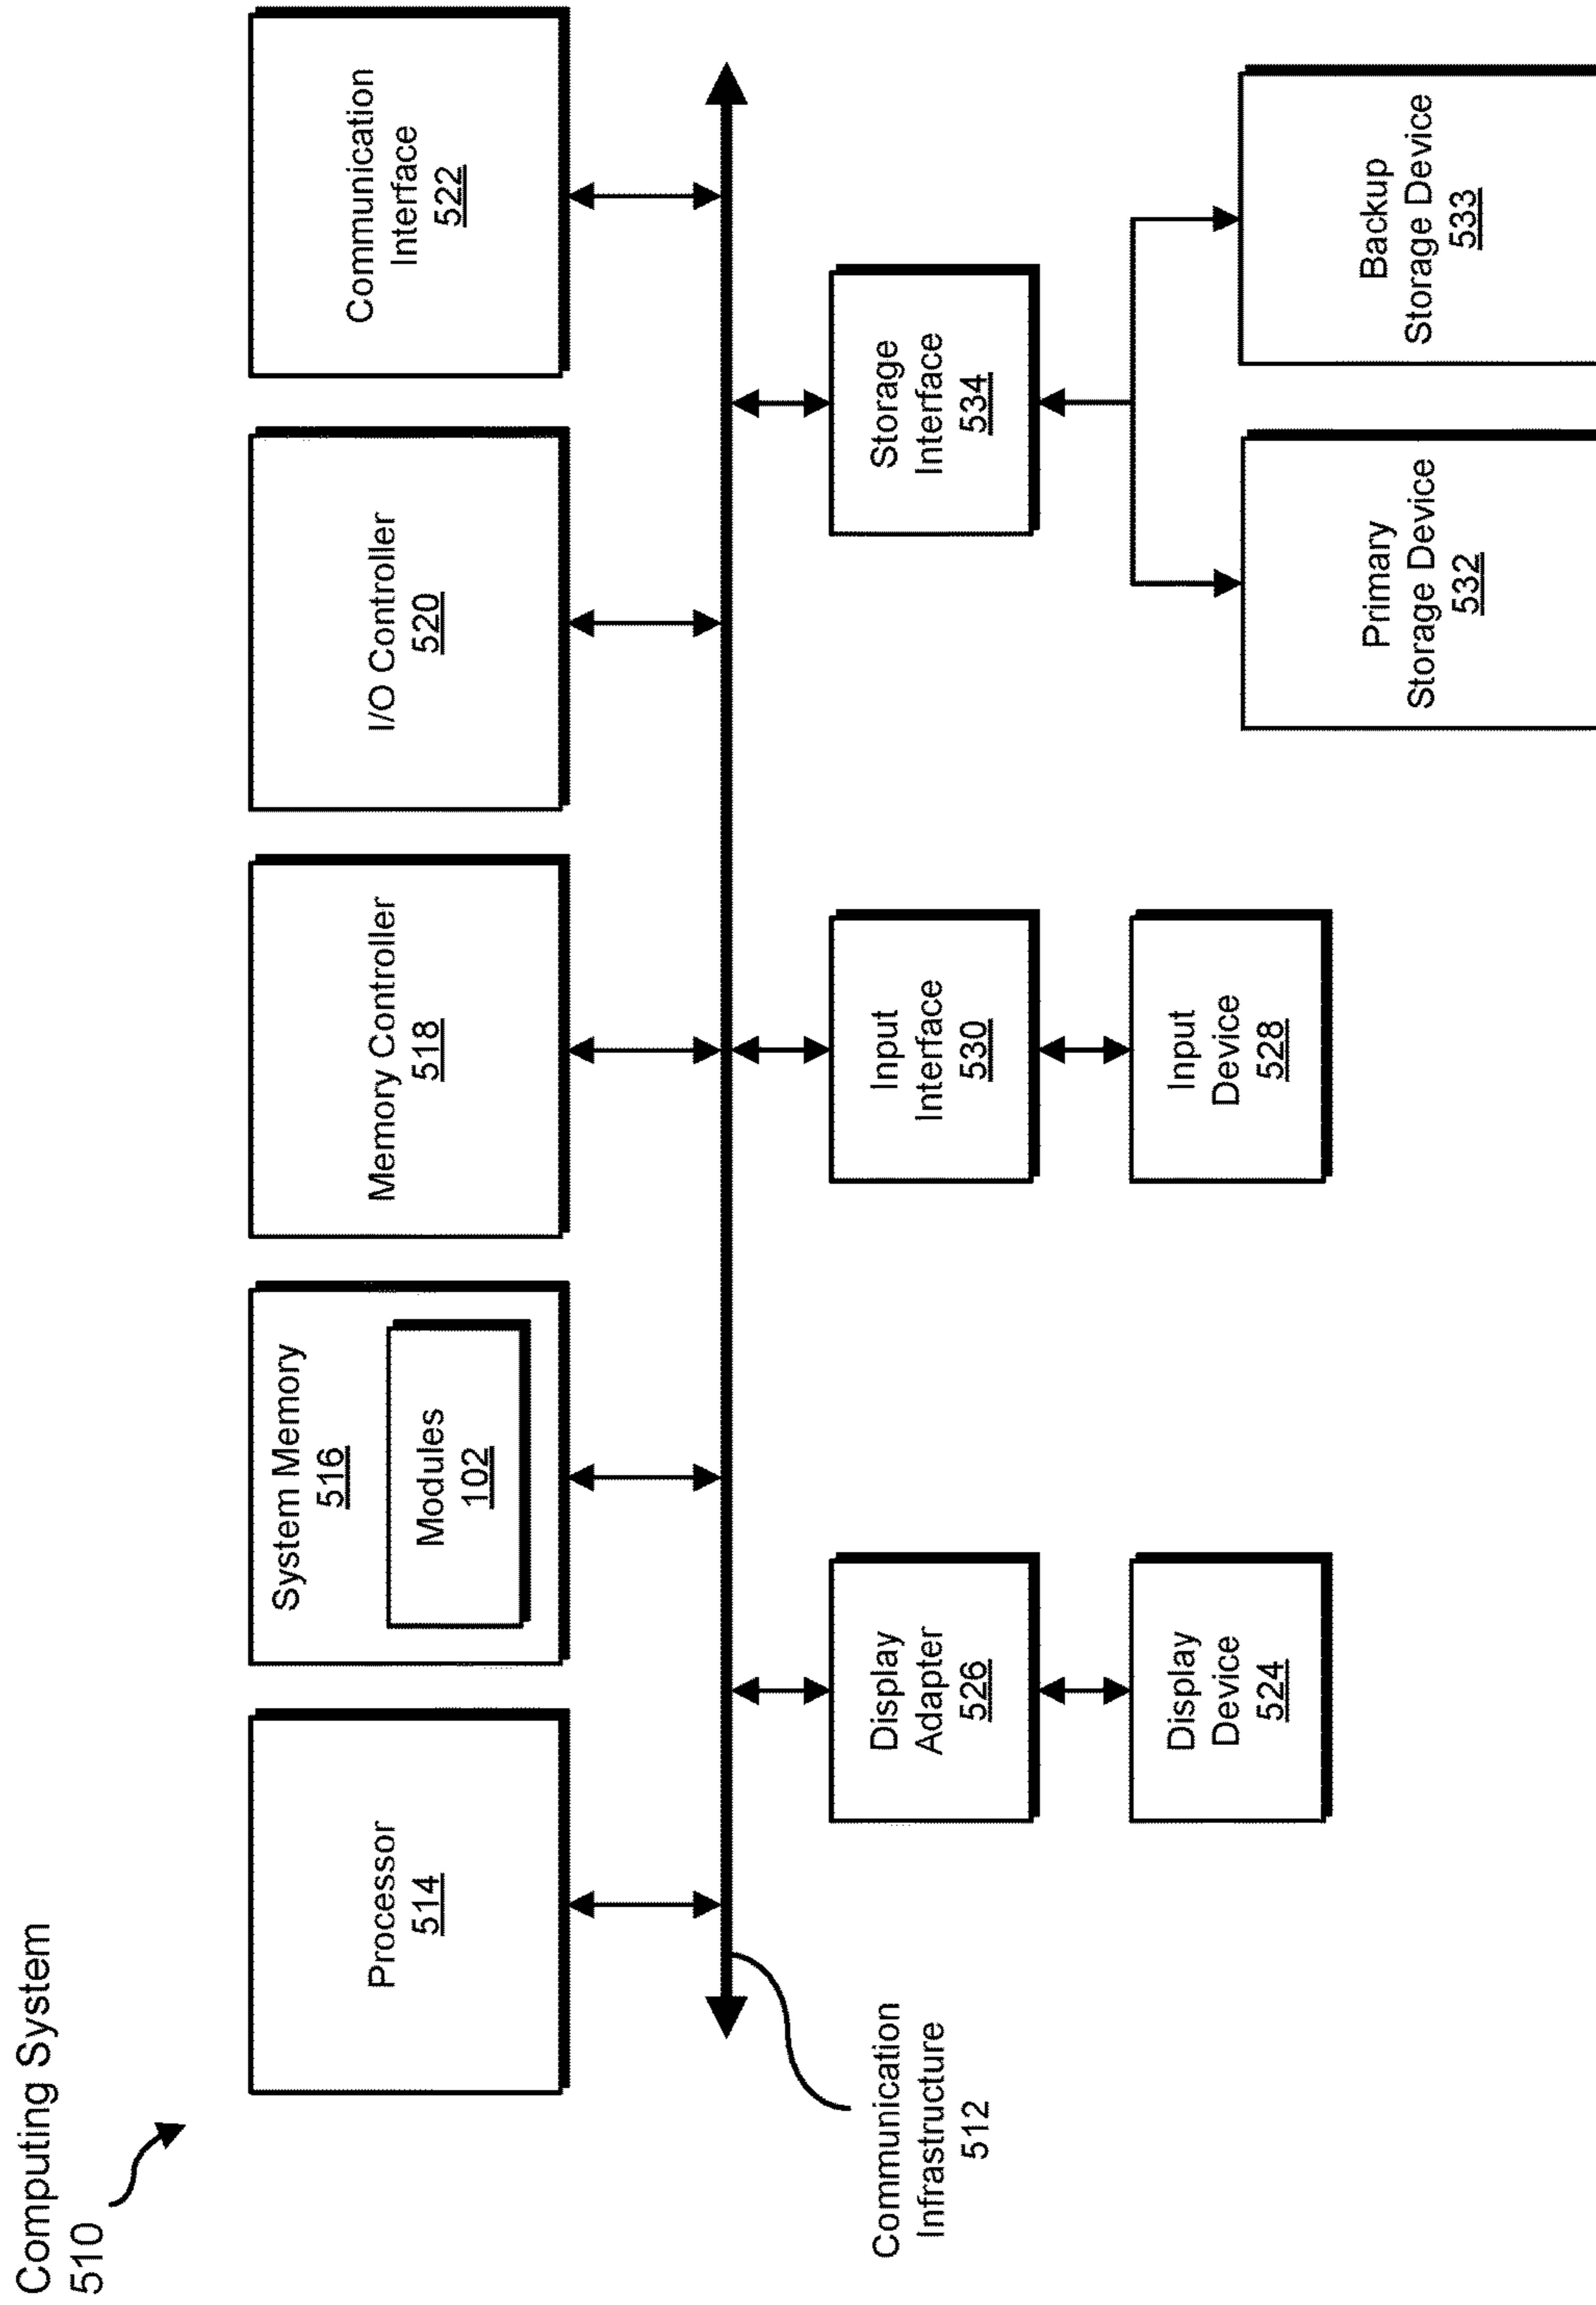 Computing System
510
Processor
514
System Memory
516
Modules
102
Memory Controller
518
I/O Controller
520
Communication
Interface
522
Communication
Infrastructure
512
Display
Adapter
526
Input
Interface
530
Storage
Interface
534
Display
Device
524
Input
Device
528
Primary
Storage Device
532
Backup
Storage Device
533